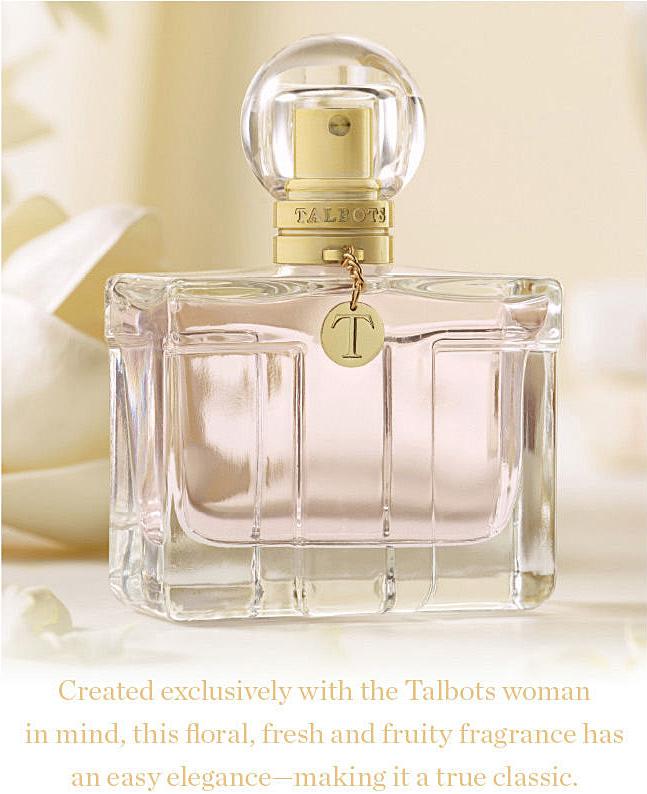 TALBOTS
T
Created exclusively with the Talbots woman
in mind, this floral, fresh and fruity fragrance has
an easy elegance—making it a true classic.